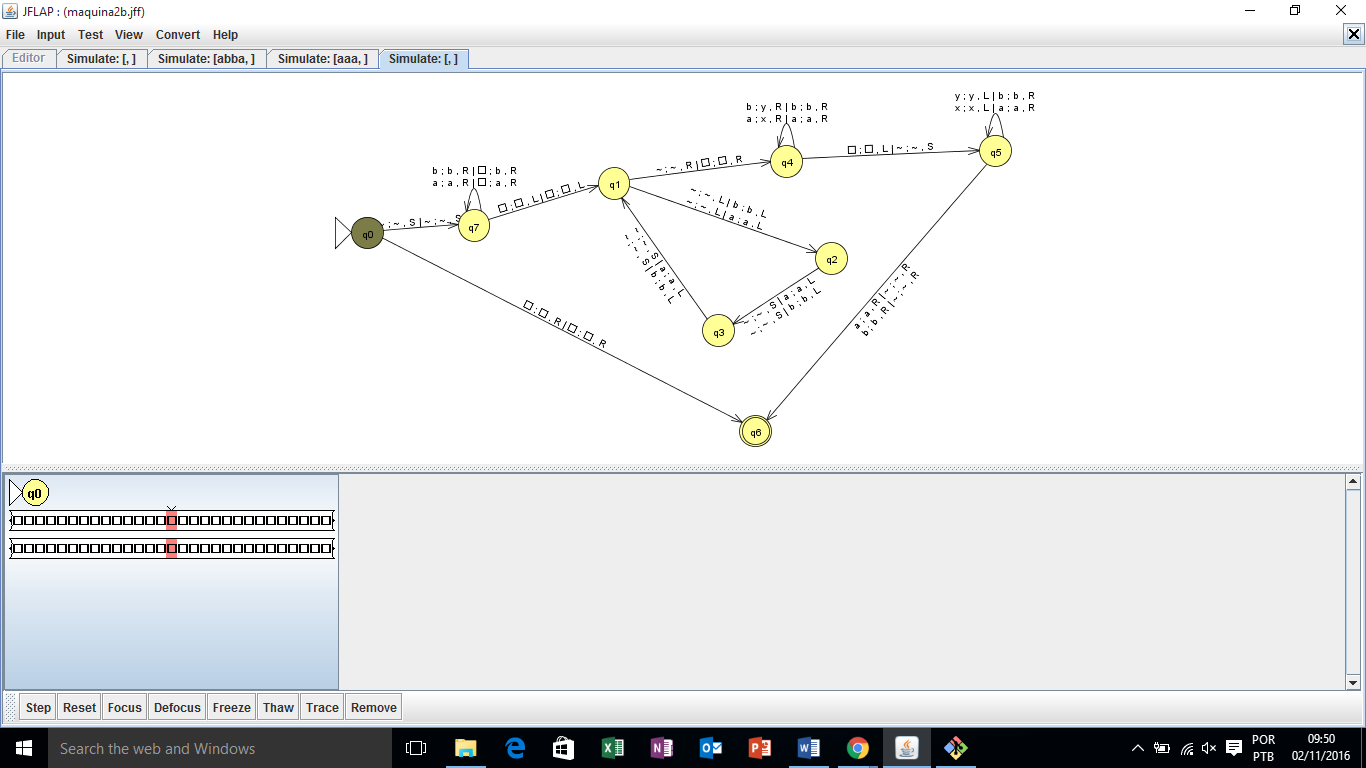 JFLAP : (maquina2b.jff)
File Input Test View Convert Help
Editor Simulate: [, ] Simulate: [abba, ] Simulate: [aaa, ] Simulate: [, ]
y ; y , L | b ; b , R
x ; x , L | a ; a , R
b ; y , R | b ; b , R
a ; x , R | a ; a , R
□ ; □ , L | ~ ; ~ , S
q5
~ ; ~ , R | □ ; □ , R
q4
b ; b , R | □ ; b , R
a ; a , R | □ ; a , R
□ ; □ , L | □ ; □ , L
q1
~ ; ~ , L | b ; b , L
~ ; ~ , L | a ; a , L
; ~ , S | ~ ; ~ , S
q0
q7
~ ; ~ , S | a ; a , L
~ ; ~ , S | b ; b , L
q2
~ ; ~ , S | a ; a , L
~ ; ~ , S | b ; b , L
q3
a ; a , R | ~ ; ~ , R
b ; b , R | ~ ; ~ , R
□ ; □ , R | □ ; □ , R
q6
q0
Step Reset Focus Defocus Freeze Thaw Trace Remove
Search the web and Windows
POR
PTB
09:50
02/11/2016